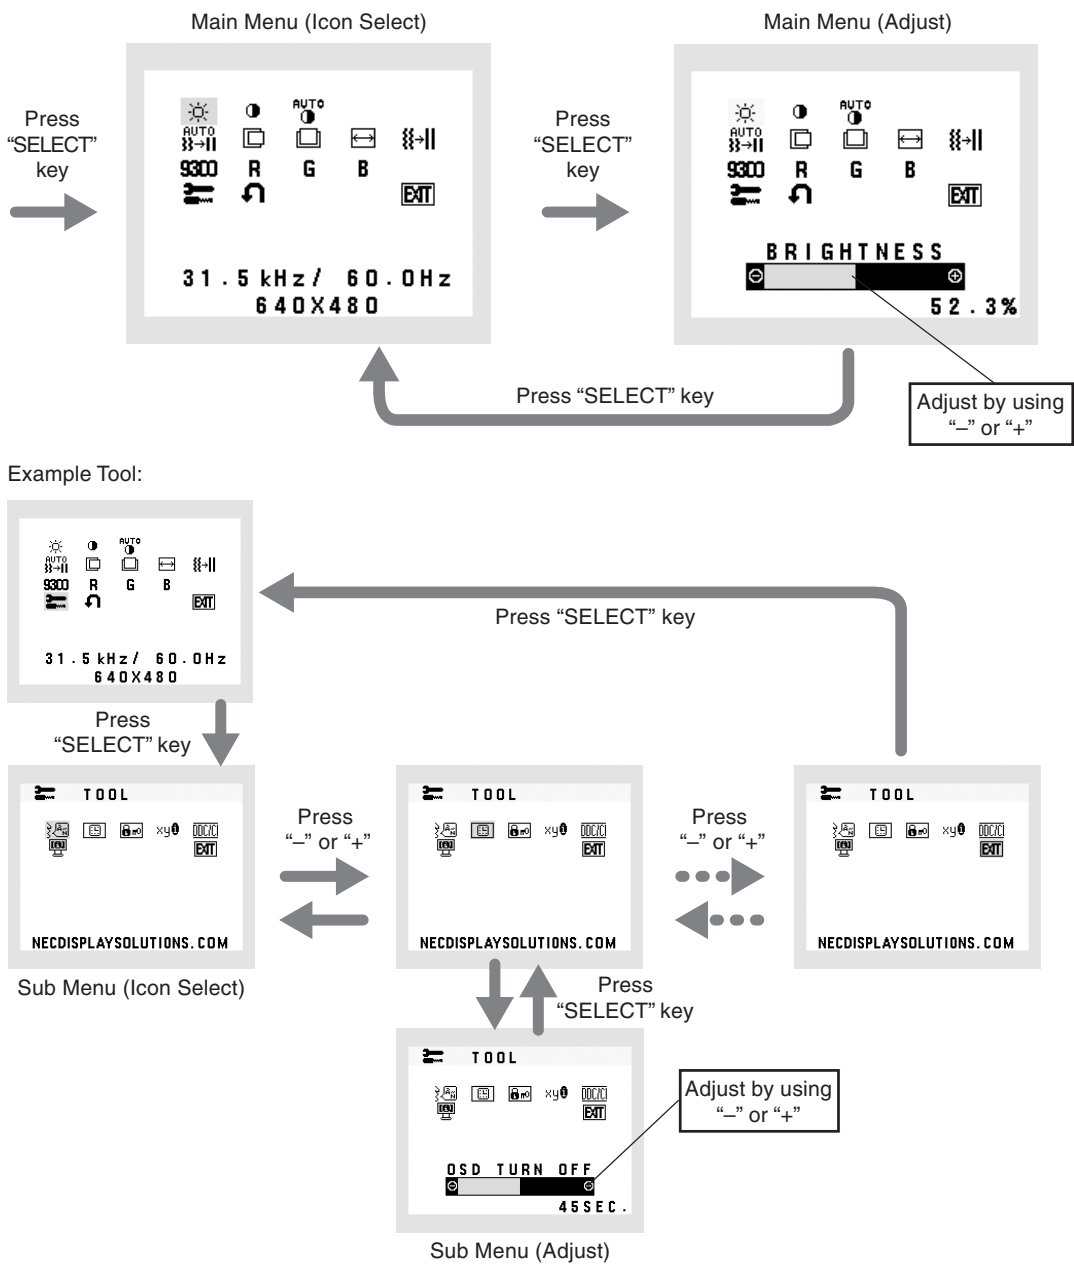 Main Menu (Icon Select)
Main Menu (Adjust)
Press
“SELECT”
key
AUTO
AUTO
9300 R G B
EXIT
31.5kHz/ 60.0Hz
640X480
Press
“SELECT”
key
AUTO
AUTO
9300 R G B
EXIT
BRIGHTNESS
52.3%
Press “SELECT” key
Adjust by using
“–” or “+”
Example Tool:
AUTO
AUTO
9300 R G B
EXIT
31.5kHz/ 60.0Hz
640X480
Press “SELECT” key
Press
“SELECT” key
TOOL
xy DDC/CI
EXIT
NECDISPLAYSOLUTIONS.COM
Sub Menu (Icon Select)
Press
“–” or “+”
TOOL
xy DDC/CI
EXIT
NECDISPLAYSOLUTIONS.COM
Press
“–” or “+”
TOOL
xy DDC/CI
EXIT
NECDISPLAYSOLUTIONS.COM
Press
“SELECT” key
TOOL
xy DDC/CI
EXIT
OSD TURN OFF
45SEC.
Adjust by using
“–” or “+”
Sub Menu (Adjust)